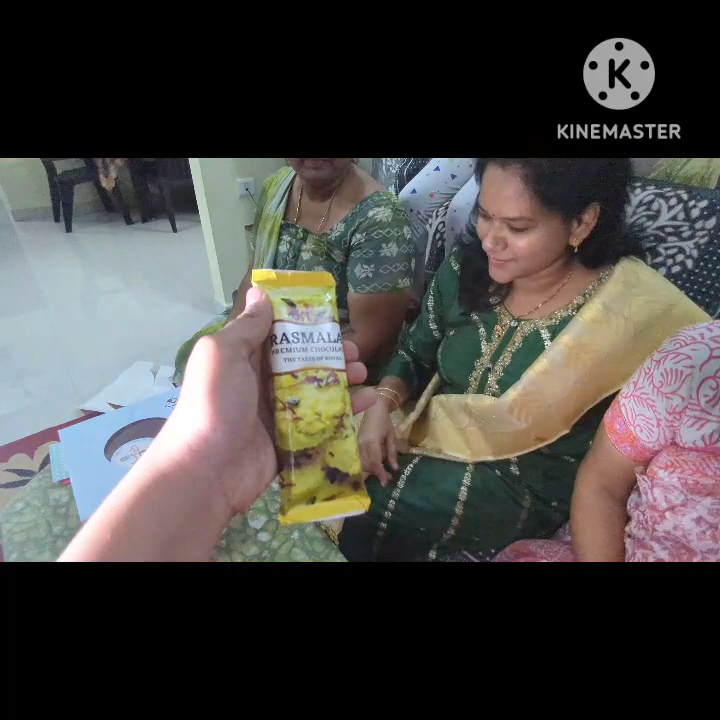 K
KINEMASTER
RASMALA
PREMIUM CHOCOLA
THE TASTE OF ROYAL